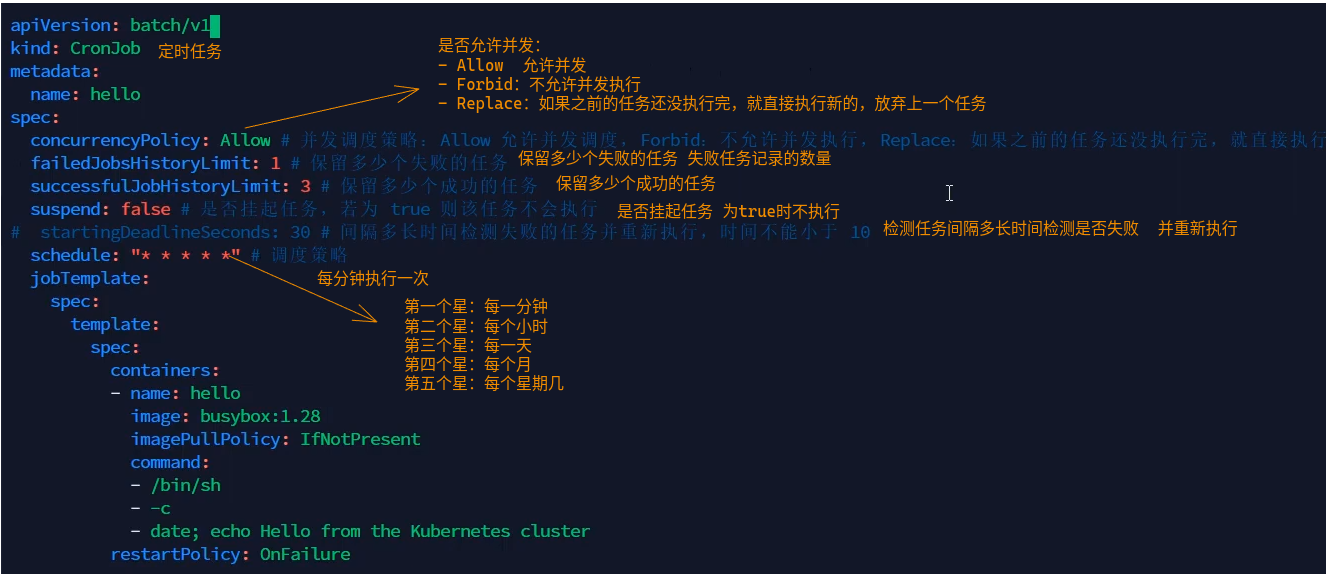 apiVersion: batch/v1
kind: CronJob 定时任务
metadata:
  name: hello
是否允许并发：
- Allow 允许并发
- Forbid：不允许并发执行
- Replace：如果之前的任务还没执行完，就直接执行新的，放弃上一个任务
spec:
  concurrencyPolicy: Allow # 并发调度策略：Allow 允许并发调度，Forbid：不允许并发执行，Replace：如果之前的任务还没执行完，就直接执行
  failedJobsHistoryLimit: 1 # 保留多少个失败的任务 保留多少个失败的任务 失败任务记录的数量
  successfulJobHistoryLimit: 3 # 保留多少个成功的任务 保留多少个成功的任务
  suspend: false # 是否挂起任务，若为 true 则该任务不会执行 是否挂起任务 为true时不执行
#  startingDeadlineSeconds: 30 # 间隔多长时间检测失败的任务并重新执行，时间不能小于 10 检测任务间隔多长时间检测是否失败 并重新执行
  schedule: "* * * * *" # 调度策略
每分钟执行一次
第一个星：每一分钟
第二个星：每个小时
第三个星：每一天
第四个星：每个月
第五个星：每个星期几
  jobTemplate:
    spec:
      template:
        spec:
          containers:
          - name: hello
            image: busybox:1.28
            imagePullPolicy: IfNotPresent
            command:
            - /bin/sh
            - -c
            - date; echo Hello from the Kubernetes cluster
          restartPolicy: OnFailure